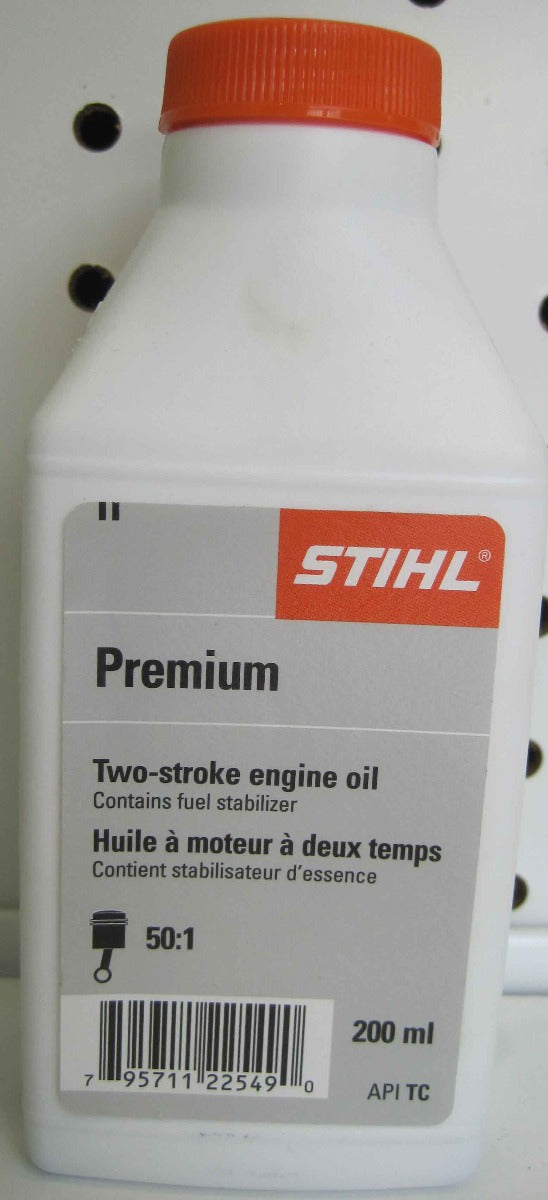 STIHL®
Premium
Two-stroke engine oil
Contains fuel stabilizer
Huile à moteur à deux temps
Contient stabilisateur d'essence
50:1
200 ml
7 95711 22549 0
API TC